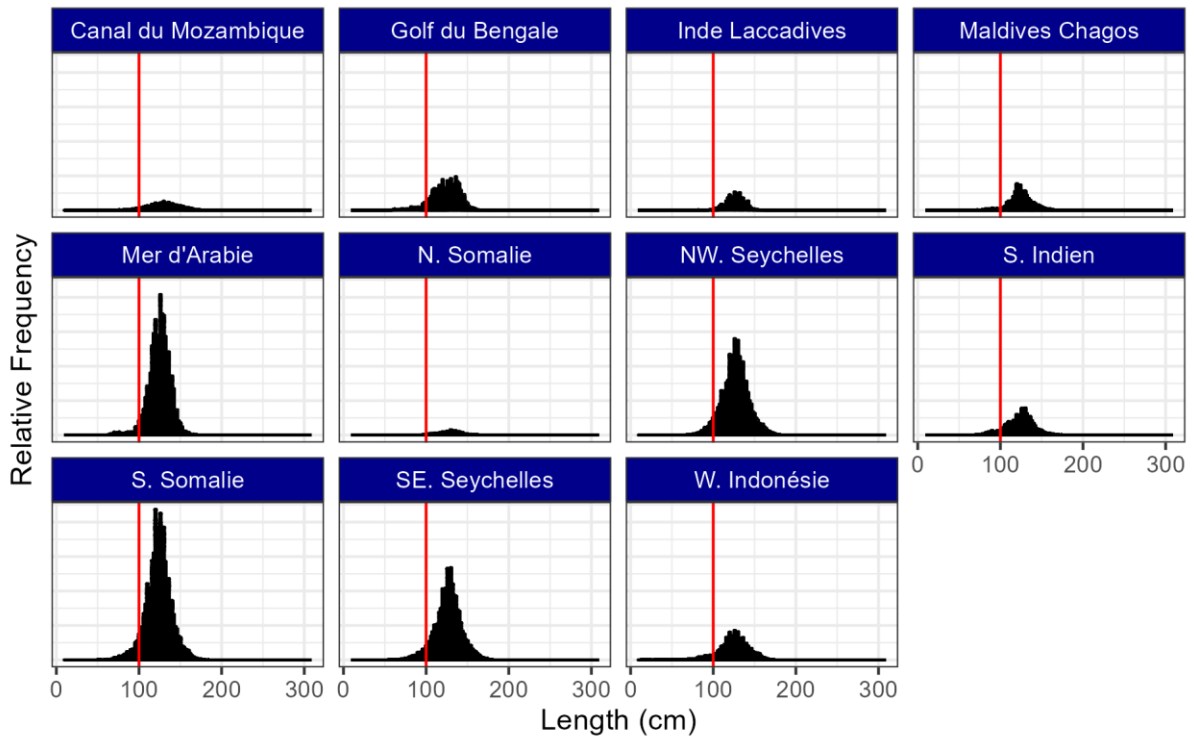 Canal du Mozambique
Golf du Bengale
Inde Laccadives
Maldives Chagos
Mer d'Arabie
N. Somalie
NW. Seychelles
S. Indien
0 100 200 300
S. Somalie
SE. Seychelles
W. Indonésie
0 100 200 300
0 100 200 300
0 100 200 300
Length (cm)
Relative Frequency